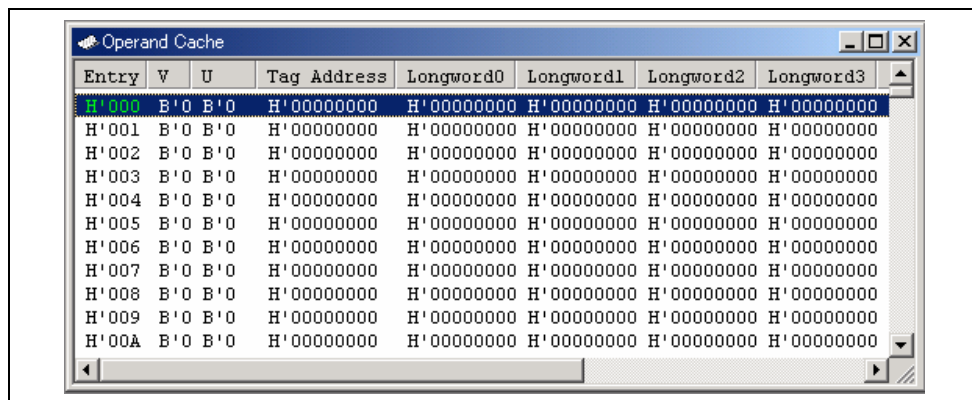 Operand Cache
Entry V U Tag Address Longword0 Longword1 Longword2 Longword3
H'000 B'0 B'0 H'00000000 H'00000000 H'00000000 H'00000000 H'00000000
H'001 B'0 B'0 H'00000000 H'00000000 H'00000000 H'00000000 H'00000000
H'002 B'0 B'0 H'00000000 H'00000000 H'00000000 H'00000000 H'00000000
H'003 B'0 B'0 H'00000000 H'00000000 H'00000000 H'00000000 H'00000000
H'004 B'0 B'0 H'00000000 H'00000000 H'00000000 H'00000000 H'00000000
H'005 B'0 B'0 H'00000000 H'00000000 H'00000000 H'00000000 H'00000000
H'006 B'0 B'0 H'00000000 H'00000000 H'00000000 H'00000000 H'00000000
H'007 B'0 B'0 H'00000000 H'00000000 H'00000000 H'00000000 H'00000000
H'008 B'0 B'0 H'00000000 H'00000000 H'00000000 H'00000000 H'00000000
H'009 B'0 B'0 H'00000000 H'00000000 H'00000000 H'00000000 H'00000000
H'00A B'0 B'0 H'00000000 H'00000000 H'00000000 H'00000000 H'00000000